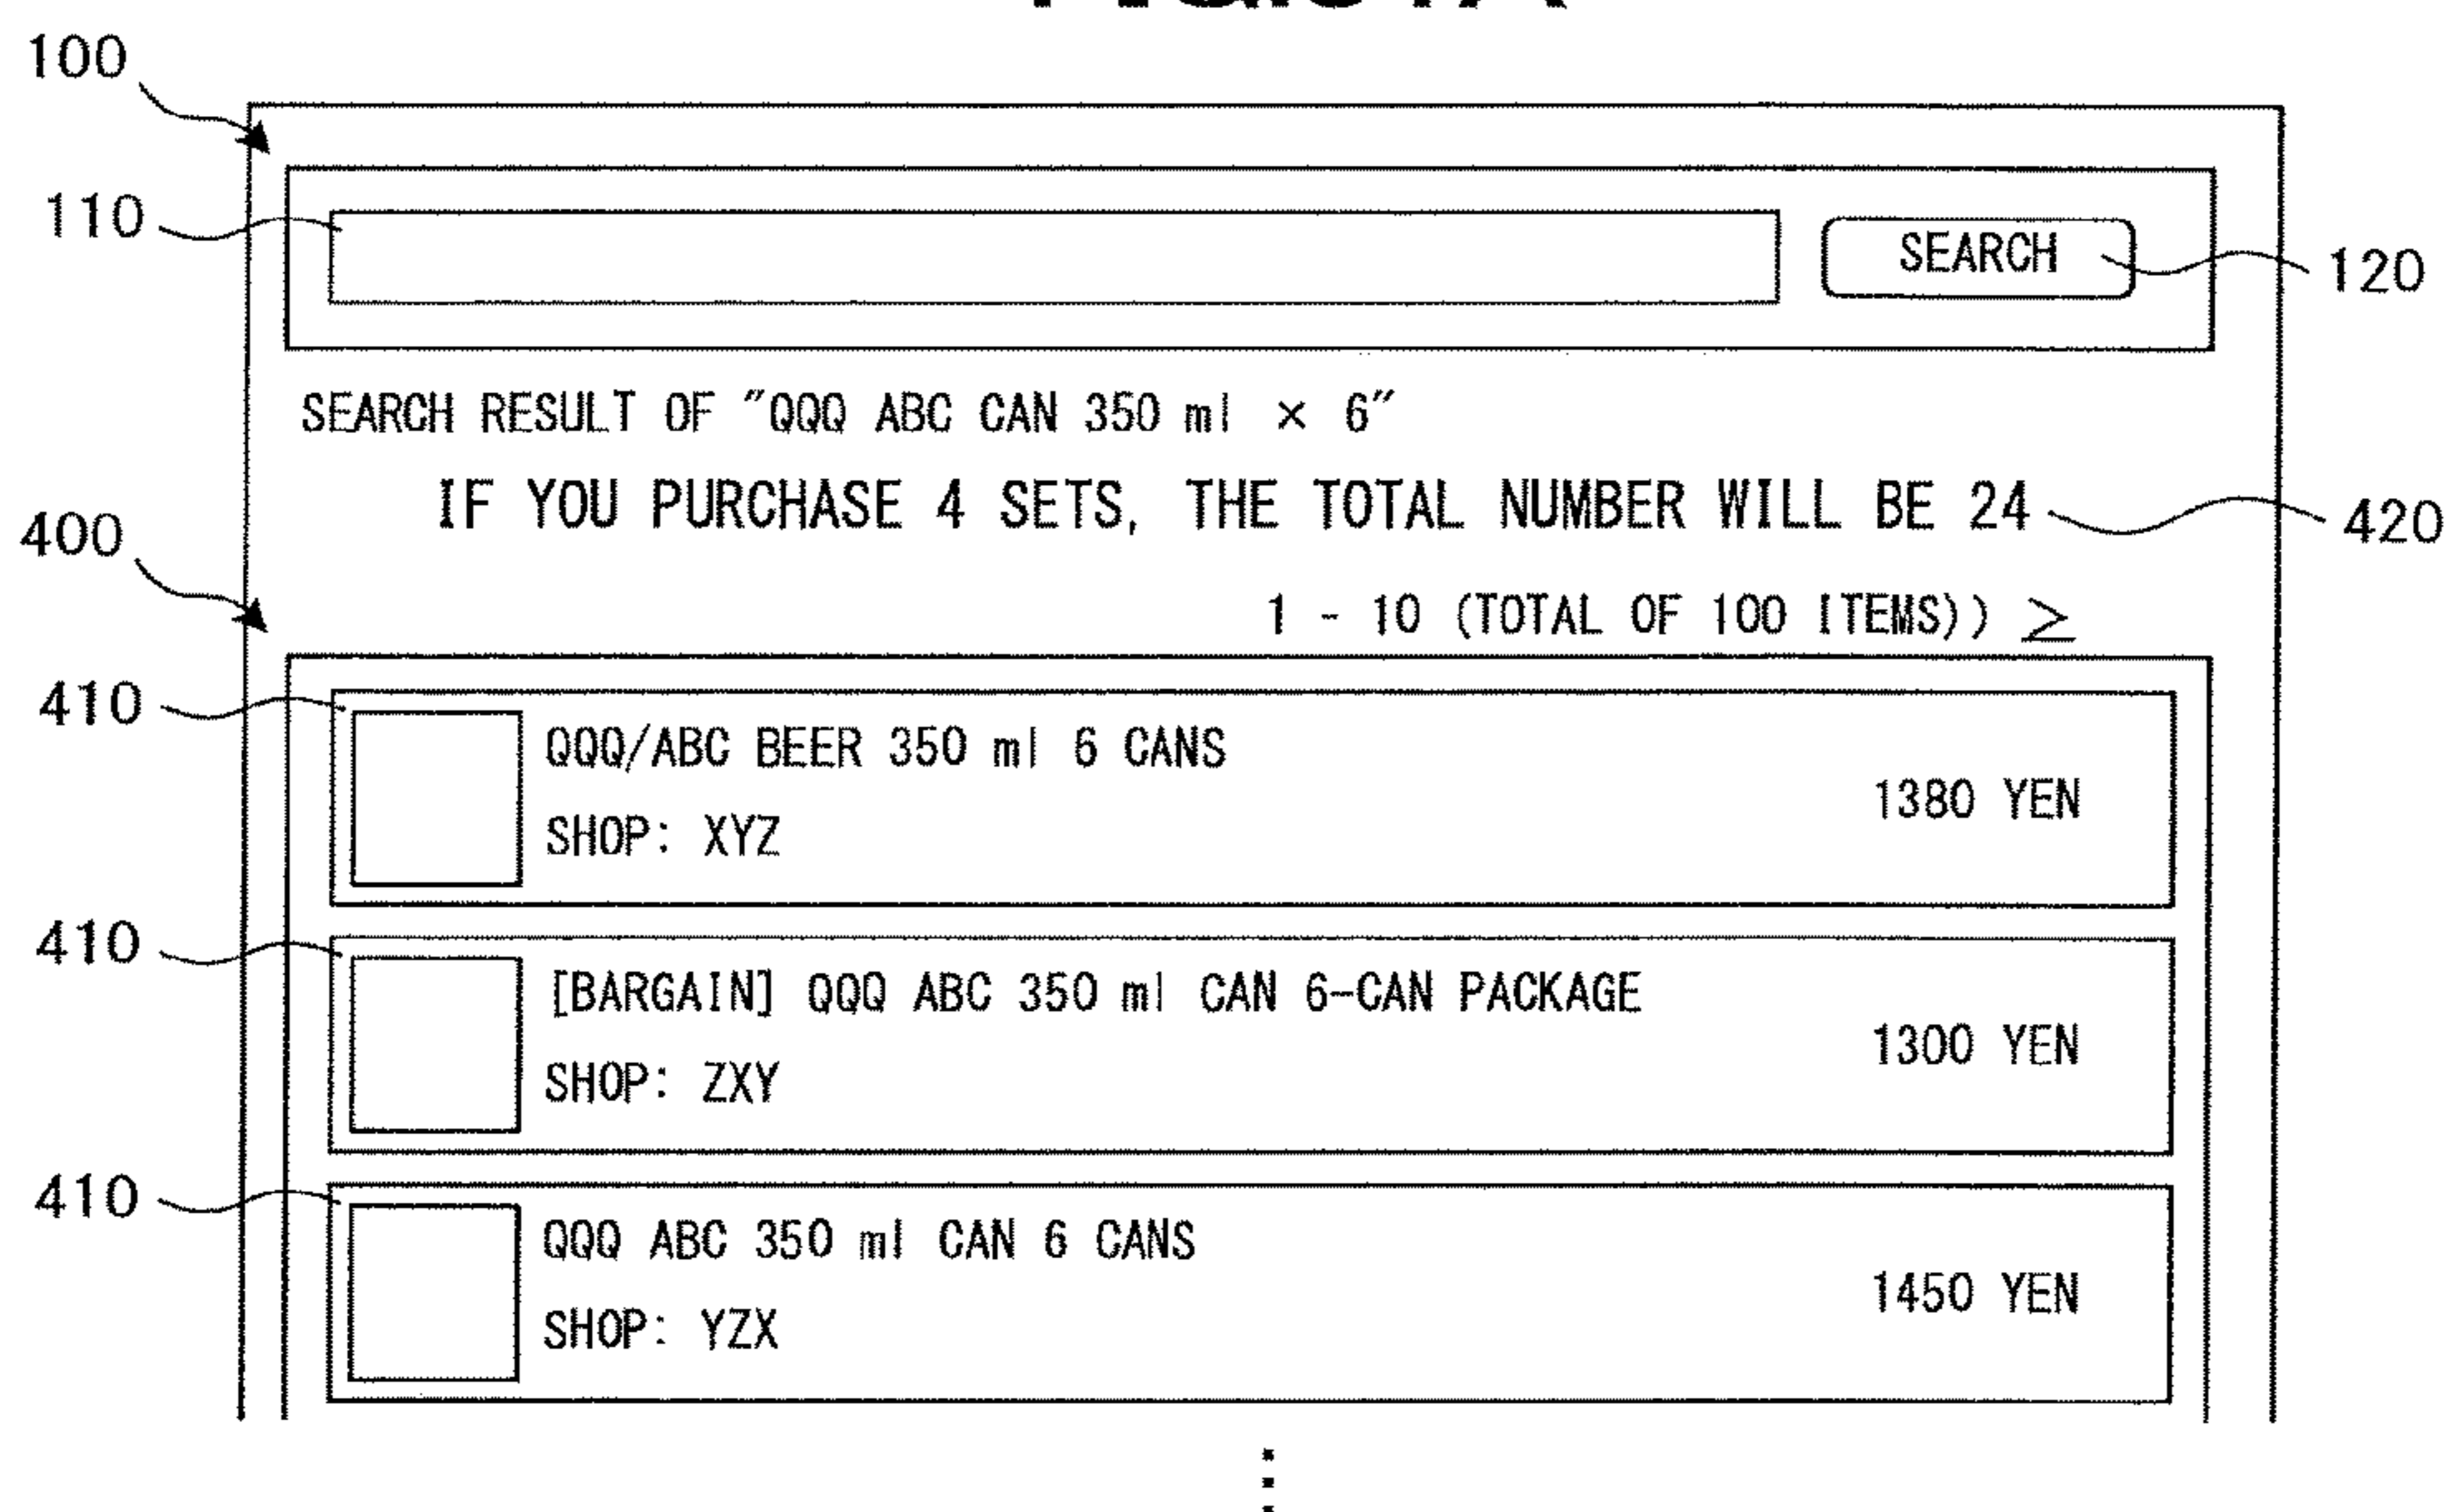 100
110
SEARCH
120
SEARCH RESULT OF "QQQ ABC CAN 350 ml × 6"
IF YOU PURCHASE 4 SETS, THE TOTAL NUMBER WILL BE 24
420
400
1 - 10 (TOTAL OF 100 ITEMS)) >
410
QQQ/ABC BEER 350 ml 6 CANS
1380 YEN
SHOP: XYZ
410
[BARGAIN] QQQ ABC 350 ml CAN 6-CAN PACKAGE
1300 YEN
SHOP: ZXY
410
QQQ ABC 350 ml CAN 6 CANS
1450 YEN
SHOP: YZX